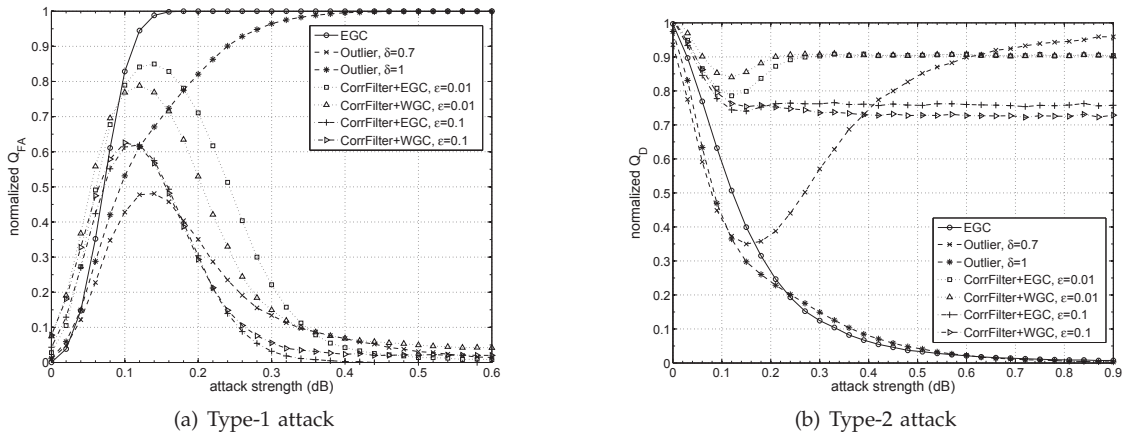 normalized Q_FA
1
0.9
0.8
0.7
0.6
0.5
0.4
0.3
0.2
0.1
0
0 0.1 0.2 0.3 0.4 0.5 0.6
attack strength (dB)
EGC
Outlier, δ=0.7
Outlier, δ=1
CorrFilter+EGC, ε=0.01
CorrFilter+WGC, ε=0.01
CorrFilter+EGC, ε=0.1
CorrFilter+WGC, ε=0.1
(a) Type-1 attack
normalized Q_D
1
0.9
0.8
0.7
0.6
0.5
0.4
0.3
0.2
0.1
0
0 0.1 0.2 0.3 0.4 0.5 0.6 0.7 0.8 0.9
attack strength (dB)
EGC
Outlier, δ=0.7
Outlier, δ=1
CorrFilter+EGC, ε=0.01
CorrFilter+WGC, ε=0.01
CorrFilter+EGC, ε=0.1
CorrFilter+WGC, ε=0.1
(b) Type-2 attack